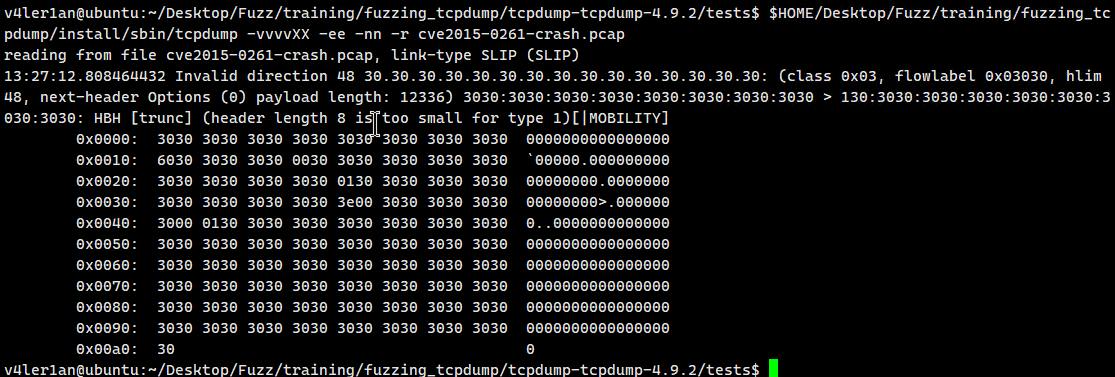 v4ler1an@ubuntu:~/Desktop/Fuzz/training/fuzzing_tcpdump/tcpdump-tcpdump-4.9.2/tests$ $HOME/Desktop/Fuzz/training/fuzzing_tc
pdump/install/sbin/tcpdump -vvvvXX -ee -nn -r cve2015-0261-crash.pcap
reading from file cve2015-0261-crash.pcap, link-type SLIP (SLIP)
13:27:12.808464432 Invalid direction 48 30.30.30.30.30.30.30.30.30.30.30.30.30.30: (class 0x03, flowlabel 0x03030, hlim
48, next-header Options (0) payload length: 12336) 3030:3030:3030:3030:3030:3030:3030:3030 > 130:3030:3030:3030:3030:3030:3
030:3030: HBH [trunc] (header length 8 is too small for type 1)[|MOBILITY]
0x0000: 3030 3030 3030 3030 3030 3030 3030 3030 0000000000000000
0x0010: 6030 3030 3030 0030 3030 3030 3030 3030 `00000.000000000
0x0020: 3030 3030 3030 3030 0130 3030 3030 3030 00000000.0000000
0x0030: 3030 3030 3030 3030 3e00 3030 3030 3030 00000000>.000000
0x0040: 3000 0130 3030 3030 3030 3030 3030 3030 0..0000000000000
0x0050: 3030 3030 3030 3030 3030 3030 3030 3030 0000000000000000
0x0060: 3030 3030 3030 3030 3030 3030 3030 3030 0000000000000000
0x0070: 3030 3030 3030 3030 3030 3030 3030 3030 0000000000000000
0x0080: 3030 3030 3030 3030 3030 3030 3030 3030 0000000000000000
0x0090: 3030 3030 3030 3030 3030 3030 3030 3030 0000000000000000
0x00a0: 30 0
v4ler1an@ubuntu:~/Desktop/Fuzz/training/fuzzing_tcpdump/tcpdump-tcpdump-4.9.2/tests$